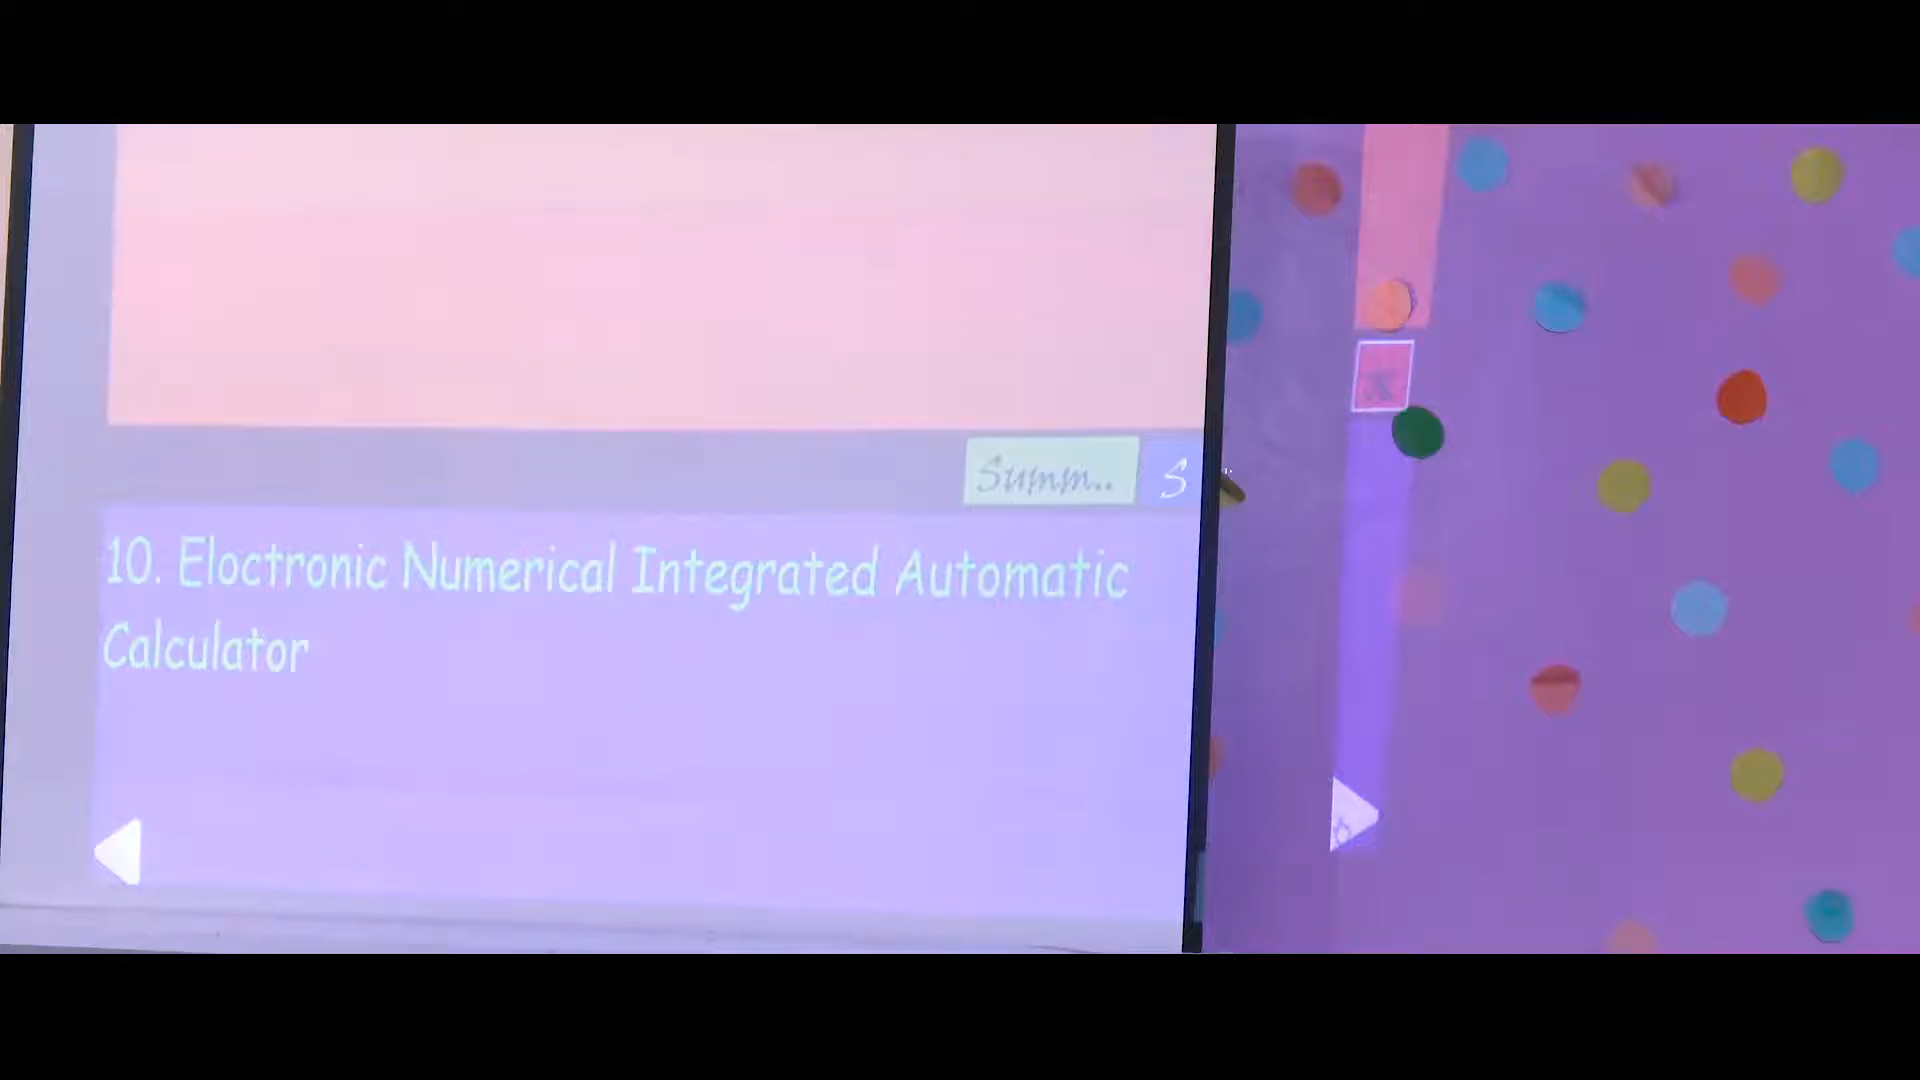 Summ.. S
10. Eloctronic Numerical Integrated Automatic
Calculator